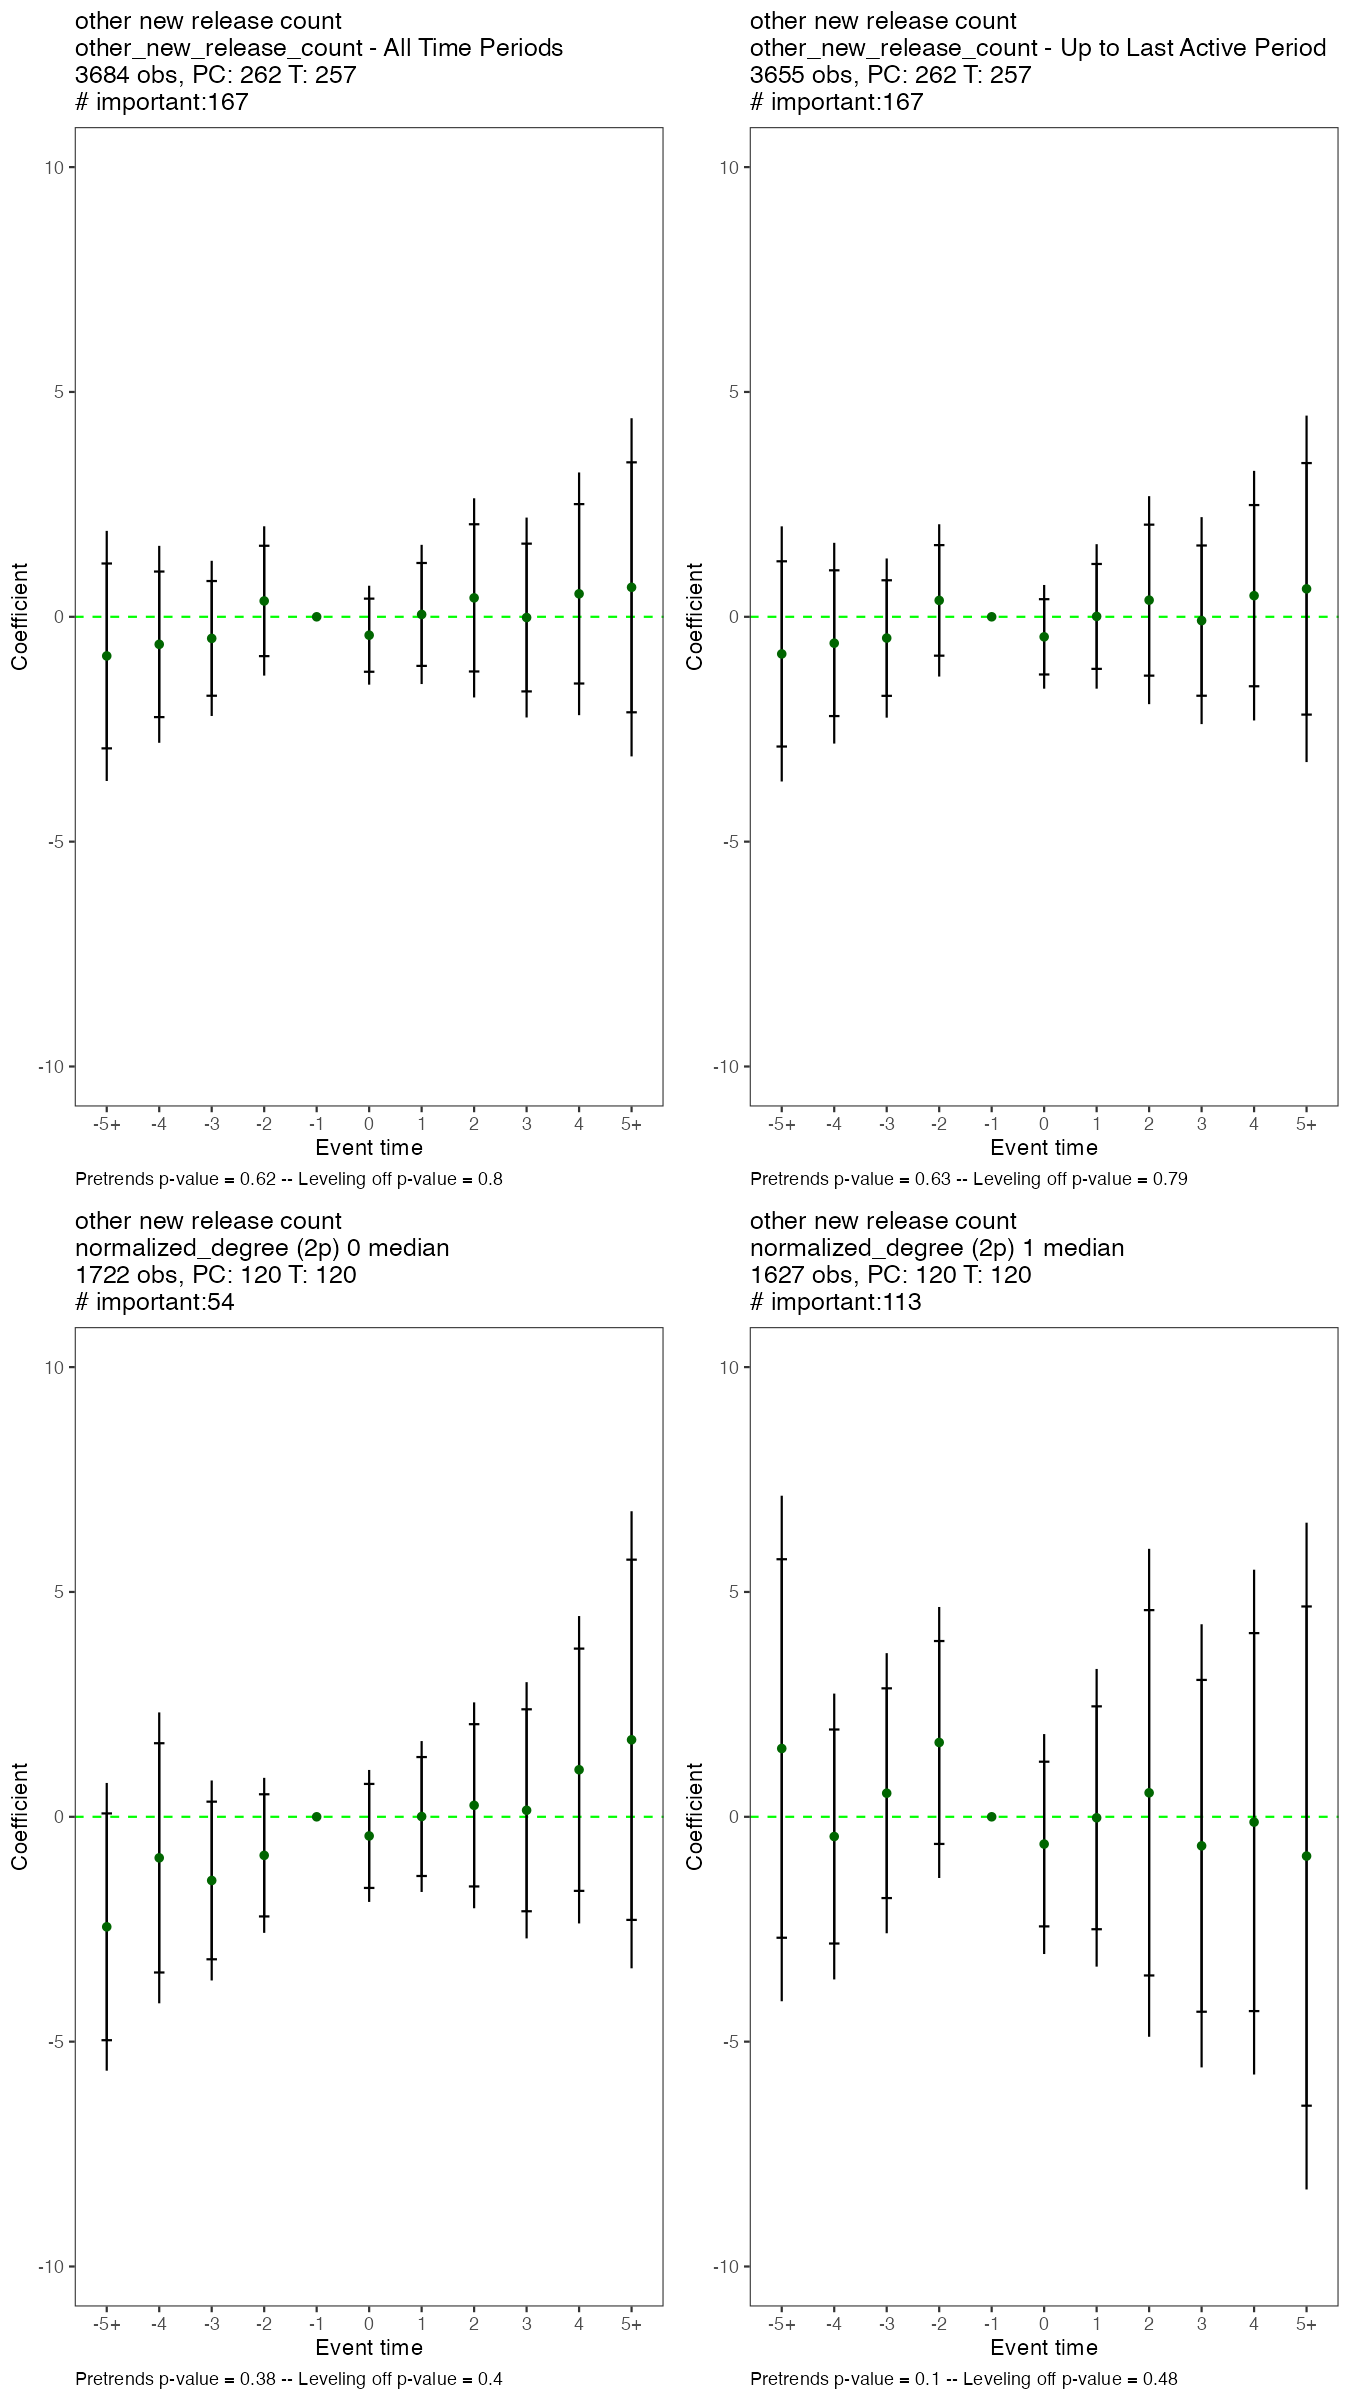 other new release count
other_new_release_count - All Time Periods
3684 obs, PC: 262 T: 257
# important:167
10
5
0
-5
-10
Coefficient
-5+ -4 -3 -2 -1 0 1 2 3 4 5+
Event time
Pretrends p-value = 0.62 -- Leveling off p-value = 0.8
other new release count
other_new_release_count - Up to Last Active Period
3655 obs, PC: 262 T: 257
# important:167
10
5
0
-5
-10
Coefficient
-5+ -4 -3 -2 -1 0 1 2 3 4 5+
Event time
Pretrends p-value = 0.63 -- Leveling off p-value = 0.79
other new release count
normalized_degree (2p) 0 median
1722 obs, PC: 120 T: 120
# important:54
10
5
0
-5
-10
Coefficient
-5+ -4 -3 -2 -1 0 1 2 3 4 5+
Event time
Pretrends p-value = 0.38 -- Leveling off p-value = 0.4
other new release count
normalized_degree (2p) 1 median
1627 obs, PC: 120 T: 120
# important:113
10
5
0
-5
-10
Coefficient
-5+ -4 -3 -2 -1 0 1 2 3 4 5+
Event time
Pretrends p-value = 0.1 -- Leveling off p-value = 0.48